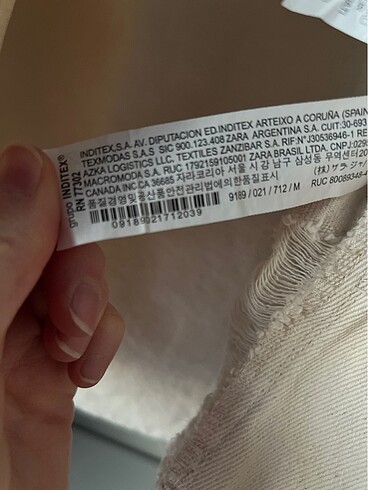 grupo INDITEX®
RN 77302
INDITEX,S.A. AV. DIPUTACION ED.INDITEX ARTEIXO A CORUÑA (SPAIN
TEXMODAS S.A.S SIC 900.123.408 ZARA ARGENTINA S.A. CUIT:30-693
AZKA LOGISTICS LLC, TEXTILES ZANZIBAR S.A. RIF:N°J30536946-1 RE
MACROMODA S.A. RUC 1792159105001 ZARA BRASIL LTDA. CNPJ:029
CANADA INC CA 36685 자라코리아 서울시 강남구 삼성동 무역센터
품질경영및공산품안전관리법에의한품질표시 (株)ザラジャ
9189 / 021 / 712 / M RUC 80089348-4
09189021712039